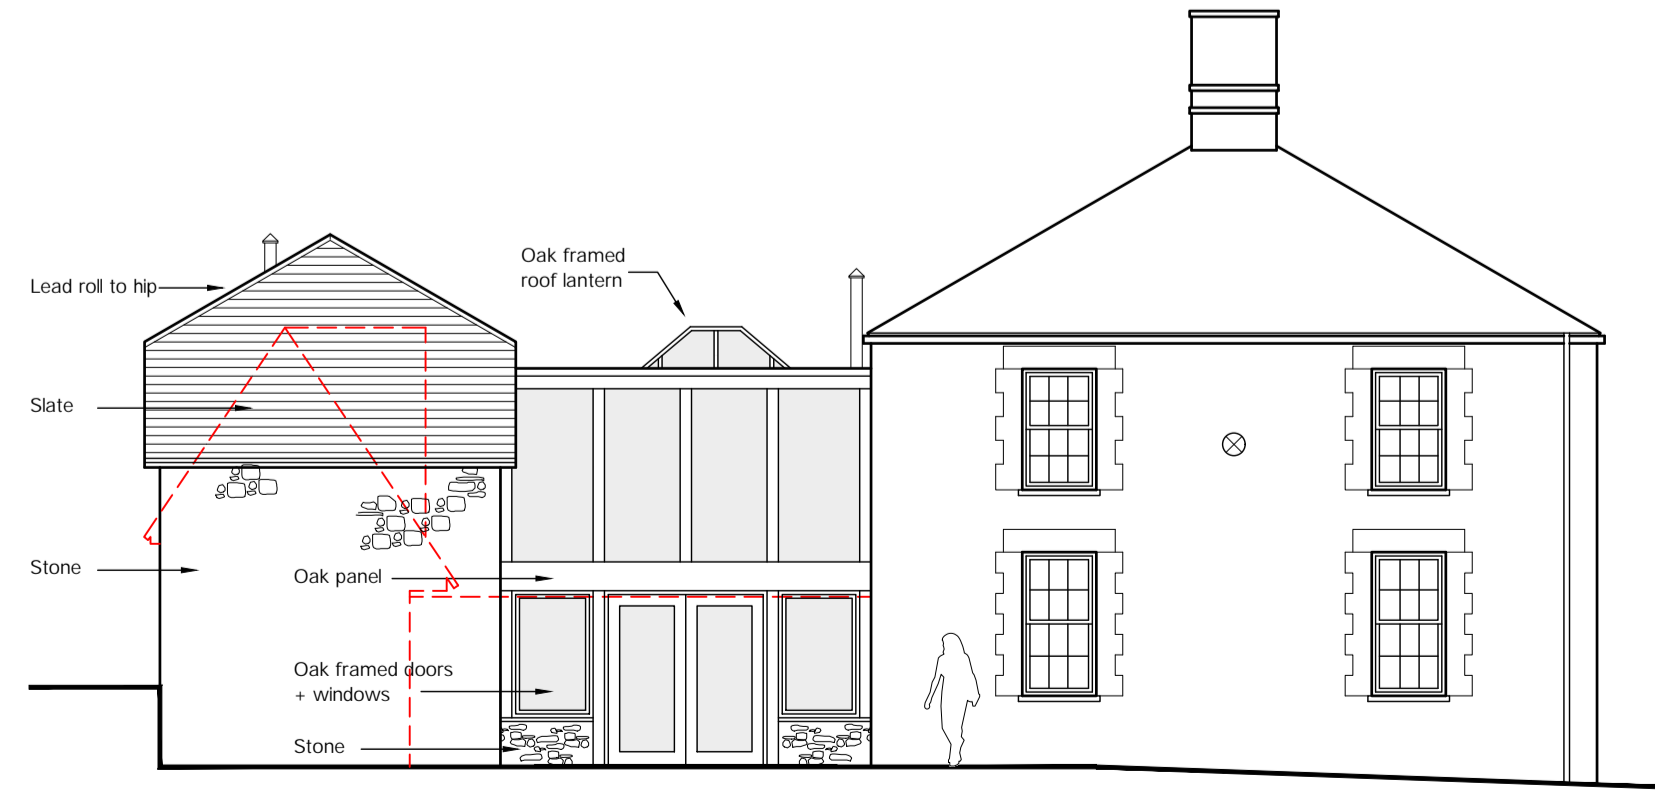 Oak framed
roof lantern
Lead roll to hip
Slate
Stone
Oak panel
Oak framed doors
+ windows
Stone